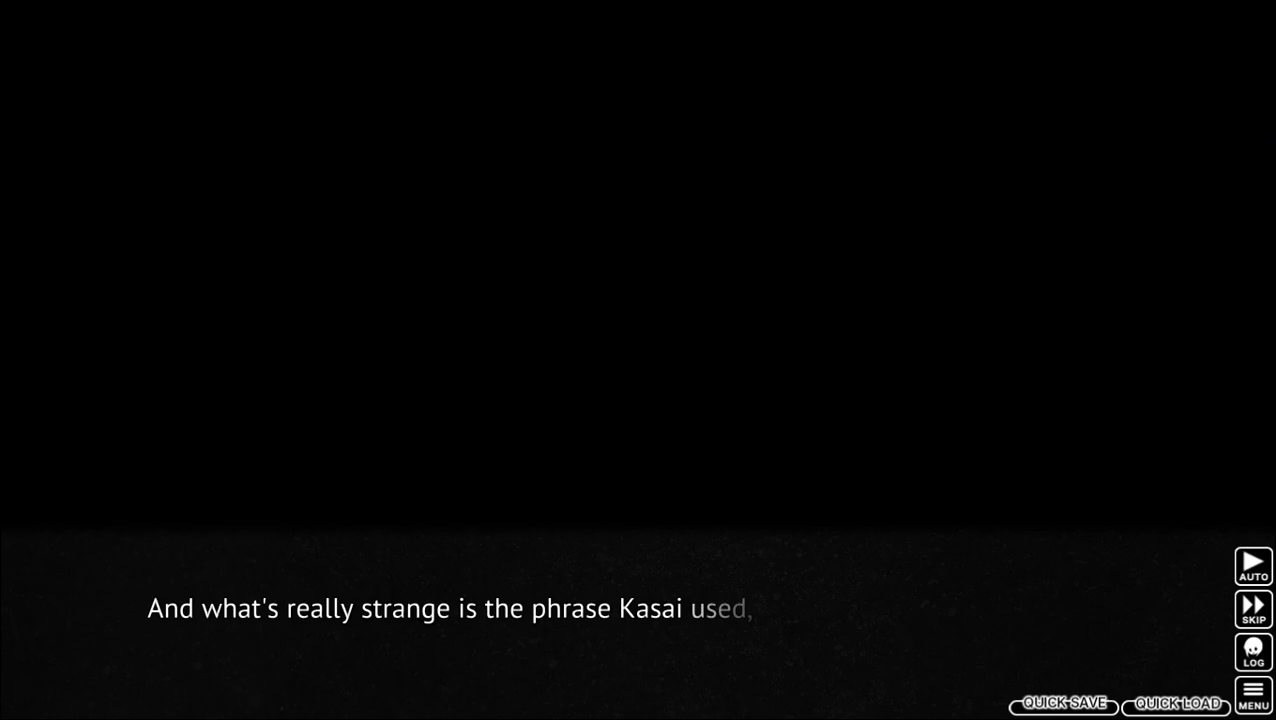 And what's really strange is the phrase Kasai used,
AUTO
SKIP
LOG
QUICK SAVE QUICK LOAD MENU